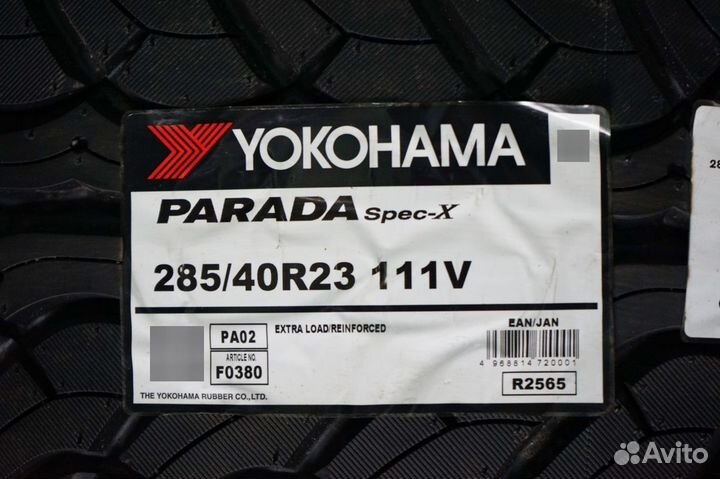 YOKOHAMA
PARADA Spec-X
285/40R23 111V
PA02
EXTRA LOAD/REINFORCED
EAN/JAN
ARTICLE NO.
F0380
4 968814 720001
R2565
THE YOKOHAMA RUBBER CO.,LTD.
28
Avito